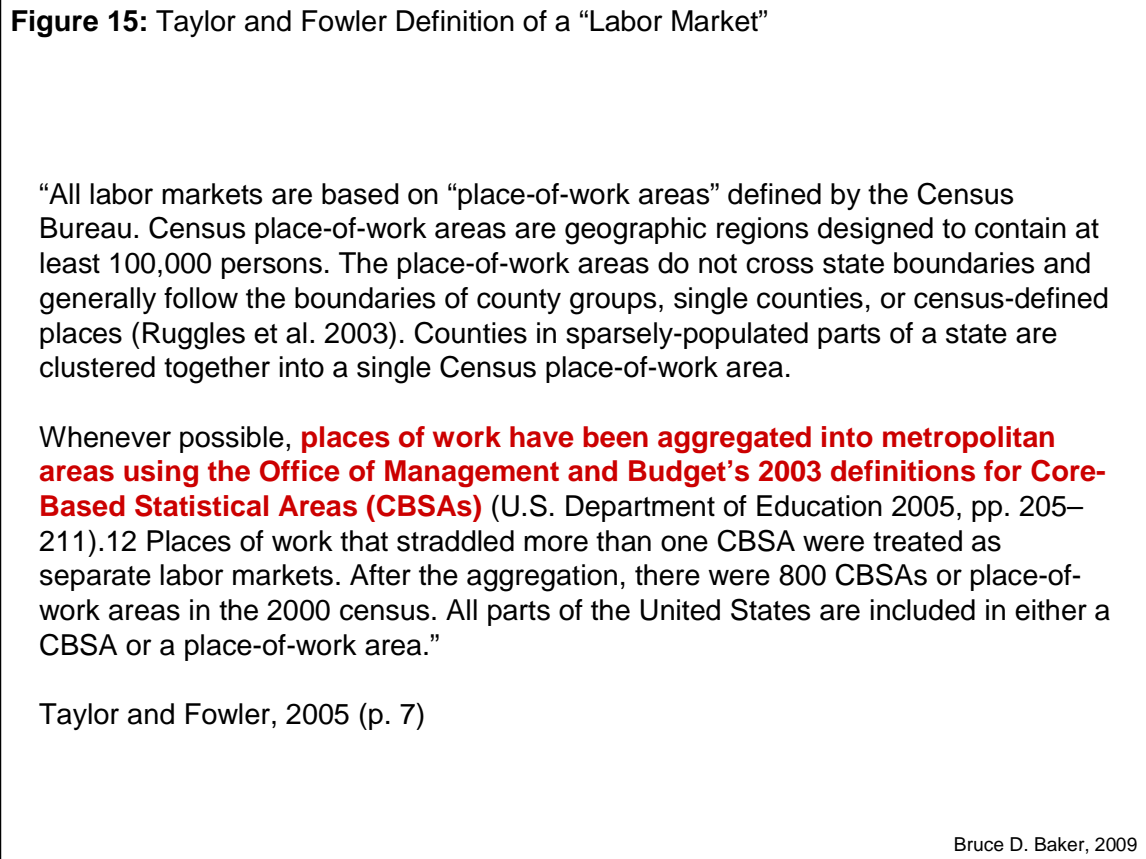 Figure 15: Taylor and Fowler Definition of a “Labor Market”
“All labor markets are based on “place-of-work areas” defined by the Census
Bureau. Census place-of-work areas are geographic regions designed to contain at
least 100,000 persons. The place-of-work areas do not cross state boundaries and
generally follow the boundaries of county groups, single counties, or census-defined
places (Ruggles et al. 2003). Counties in sparsely-populated parts of a state are
clustered together into a single Census place-of-work area.
Whenever possible, places of work have been aggregated into metropolitan
areas using the Office of Management and Budget’s 2003 definitions for Core-
Based Statistical Areas (CBSAs) (U.S. Department of Education 2005, pp. 205–
211).12 Places of work that straddled more than one CBSA were treated as
separate labor markets. After the aggregation, there were 800 CBSAs or place-of-
work areas in the 2000 census. All parts of the United States are included in either a
CBSA or a place-of-work area.”
Taylor and Fowler, 2005 (p. 7)
Bruce D. Baker, 2009